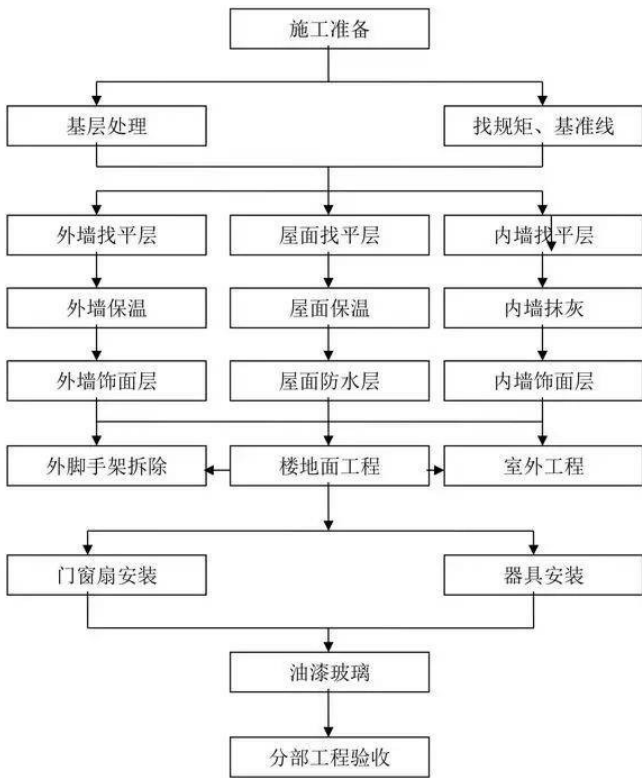 施工准备
基层处理
找规矩、基准线
外墙找平层
屋面找平层
内墙找平层
外墙保温
屋面保温
内墙抹灰
外墙饰面层
屋面防水层
内墙饰面层
外脚手架拆除
楼地面工程
室外工程
门窗扇安装
器具安装
油漆玻璃
分部工程验收